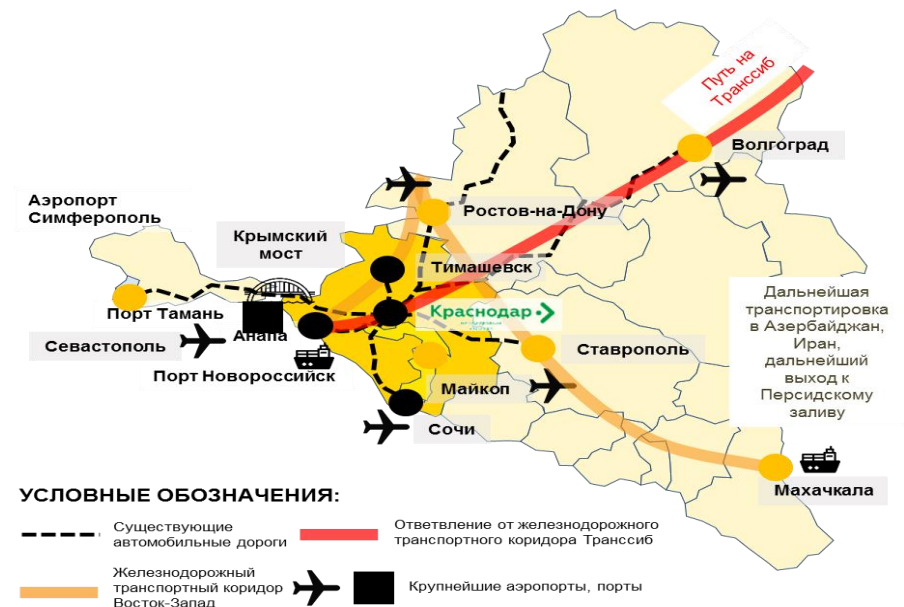 Путь на
Транссиб
Волгоград
Аэропорт
Симферополь
Ростов-на-Дону
Крымский
мост
Тимашевск
Дальнейшая
транспортировка
в Азербайджан,
Иран,
дальнейший
выход к
Персидскому
заливу
Порт Тамань
Краснодар
Анапа
Севастополь
Ставрополь
Порт Новороссийск
Майкоп
Сочи
Махачкала
УСЛОВНЫЕ ОБОЗНАЧЕНИЯ:
Существующие
автомобильные дороги
Ответвление от железнодорожного
транспортного коридора Транссиб
Железнодорожный
транспортный коридор
Восток-Запад
Крупнейшие аэропорты, порты